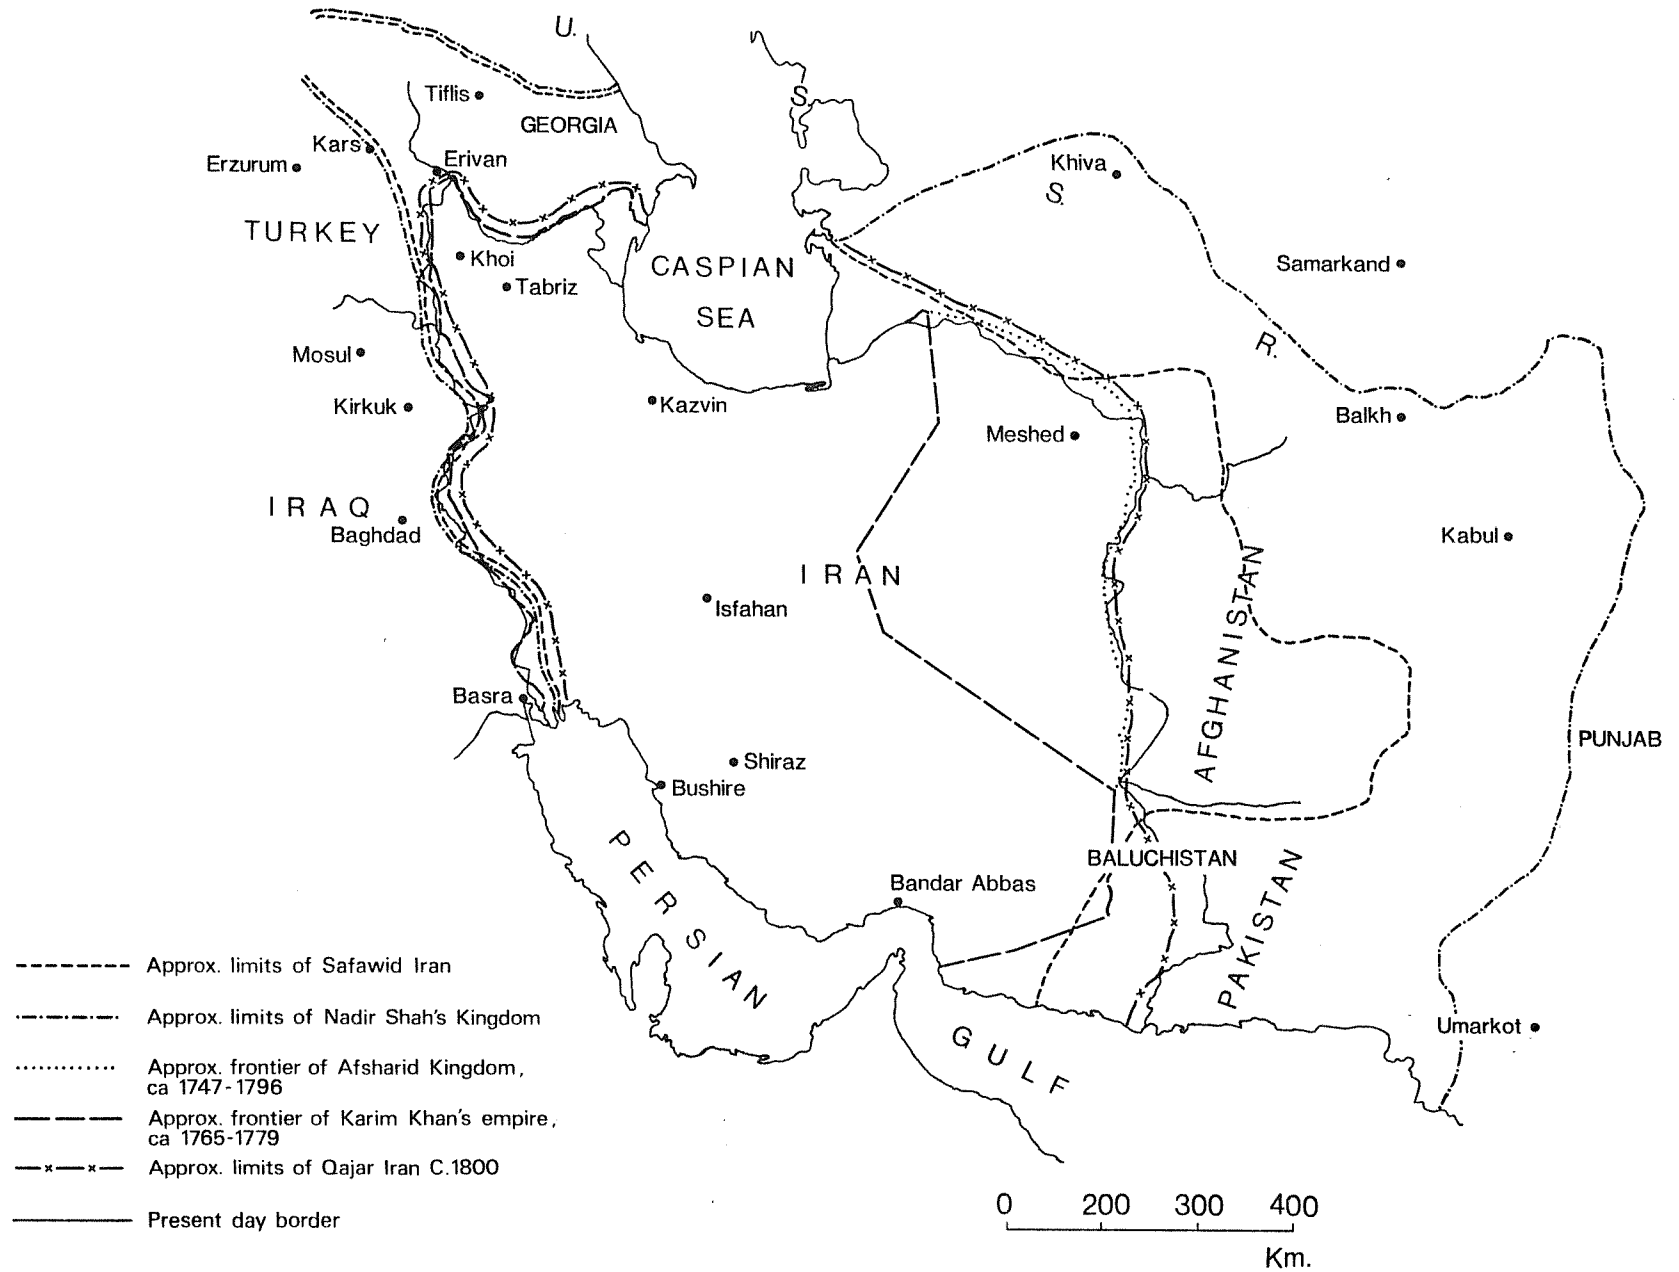 U.
S.
S.
R.
Tiflis
GEORGIA
Kars
Erivan
Erzurum
TURKEY
Khoi
Tabriz
CASPIAN
SEA
Khiva
Samarkand
Mosul
Kirkuk
Kazvin
Meshed
Balkh
IRAQ
Baghdad
Kabul
IRAN
Isfahan
AFGHANISTAN
Basra
Shiraz
Bushire
PUNJAB
BALUCHISTAN
PERSIAN
GULF
Bandar Abbas
PAKISTAN
Umarkot
Approx. limits of Safawid Iran
Approx. limits of Nadir Shah's Kingdom
Approx. frontier of Afsharid Kingdom,
ca 1747-1796
Approx. frontier of Karim Khan's empire,
ca 1765-1779
Approx. limits of Qajar Iran C.1800
Present day border
0 200 300 400
Km.